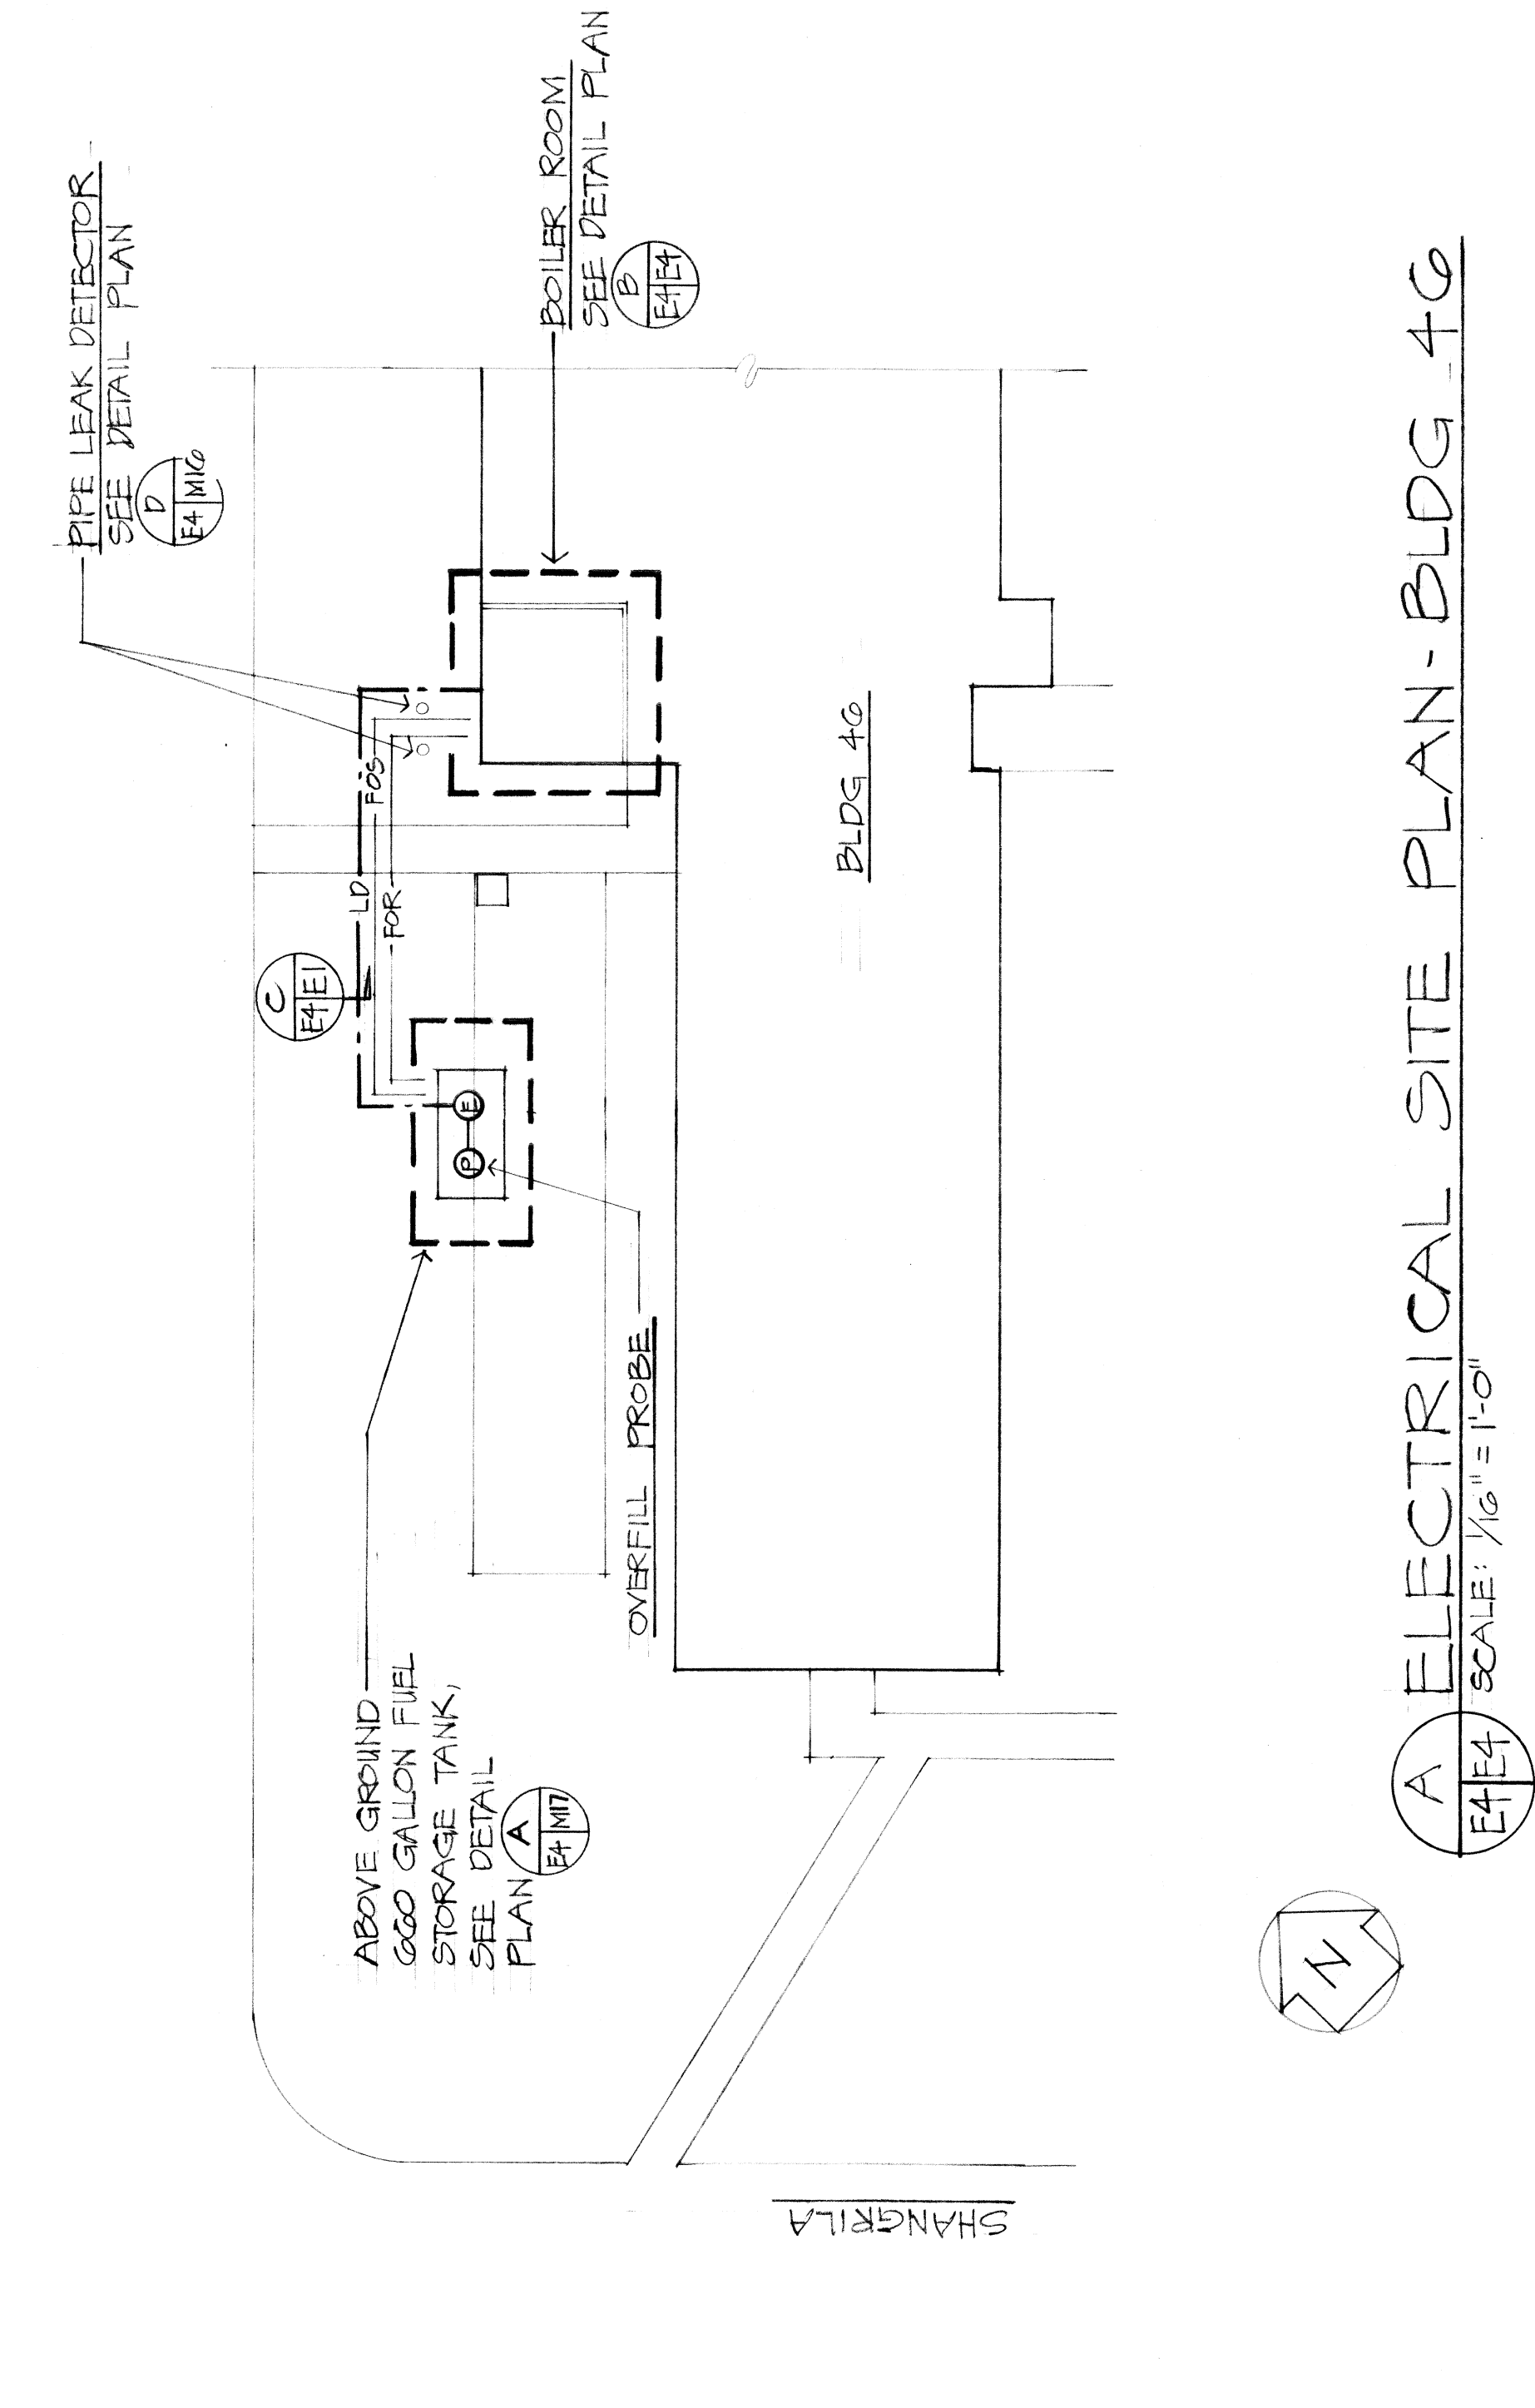 PIPE LEAK DETECTOR
SEE DETAIL PLAN
D
E4 M16
BOILER ROOM
SEE DETAIL PLAN
B
E4 E4
C
E4 E1
LD
FOS
FOR
E
P
ABOVE GROUND
660 GALLON FUEL
STORAGE TANK,
SEE DETAIL
PLAN
A
E4 M17
OVERFILL PROBE
BLDG 46
SHANGRILA
N
A
E4 E4
ELECTRICAL SITE PLAN - BLDG 46
SCALE: 1/16" = 1'-0"